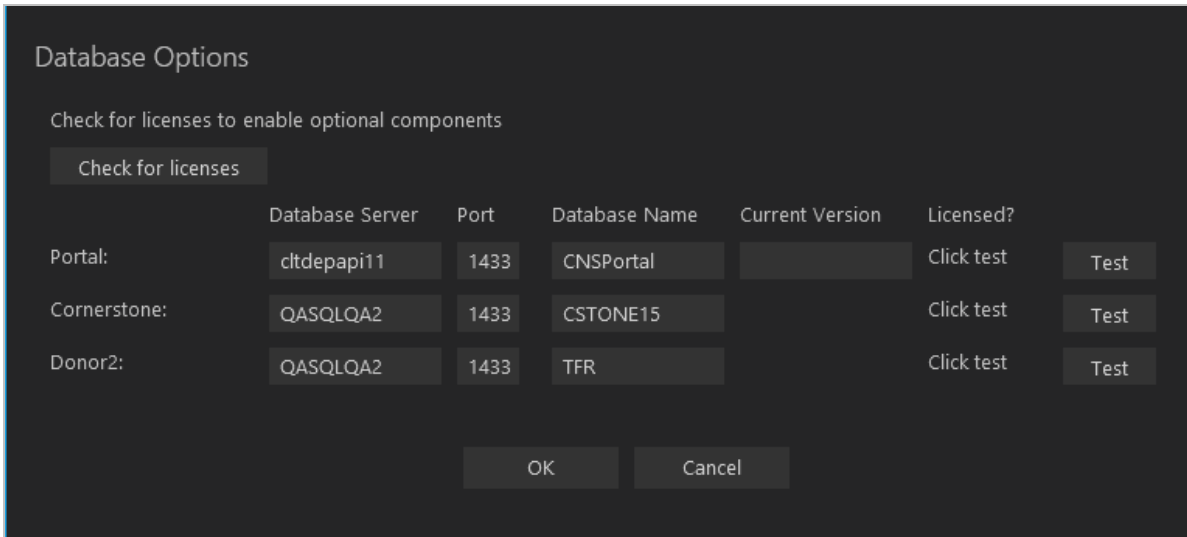 Database Options
Check for licenses to enable optional components
Check for licenses
Database Server Port Database Name Current Version Licensed?
Portal: cltdepapi11 1433 CNSPortal Click test Test
Cornerstone: QASQLQA2 1433 CSTONE15 Click test Test
Donor2: QASQLQA2 1433 TFR Click test Test
OK Cancel